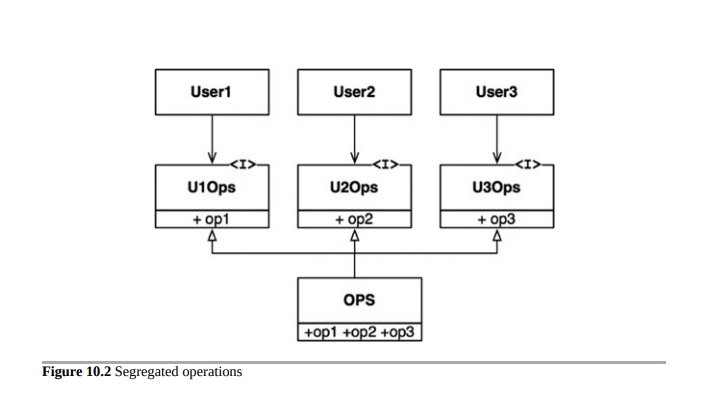 User1 User2 User3
<I> <I> <I>
U1Ops U2Ops U3Ops
+ op1 + op2 + op3
OPS
+op1 +op2 +op3
Figure 10.2 Segregated operations